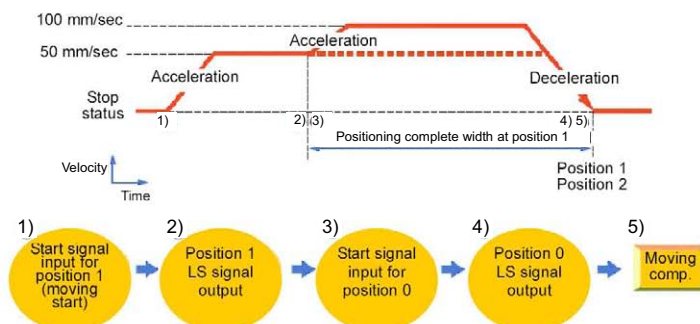 100 mm/sec
50 mm/sec
Acceleration
Acceleration
Deceleration
Stop
status
1)
2)
3)
4)
5)
Positioning complete width at position 1
Velocity
Time
Position 1
Position 2
1)
Start signal
input for
position 1
(moving
start)
2)
Position 1
LS signal
output
3)
Start signal
input for
position 0
4)
Position 0
LS signal
output
5)
Moving
comp.